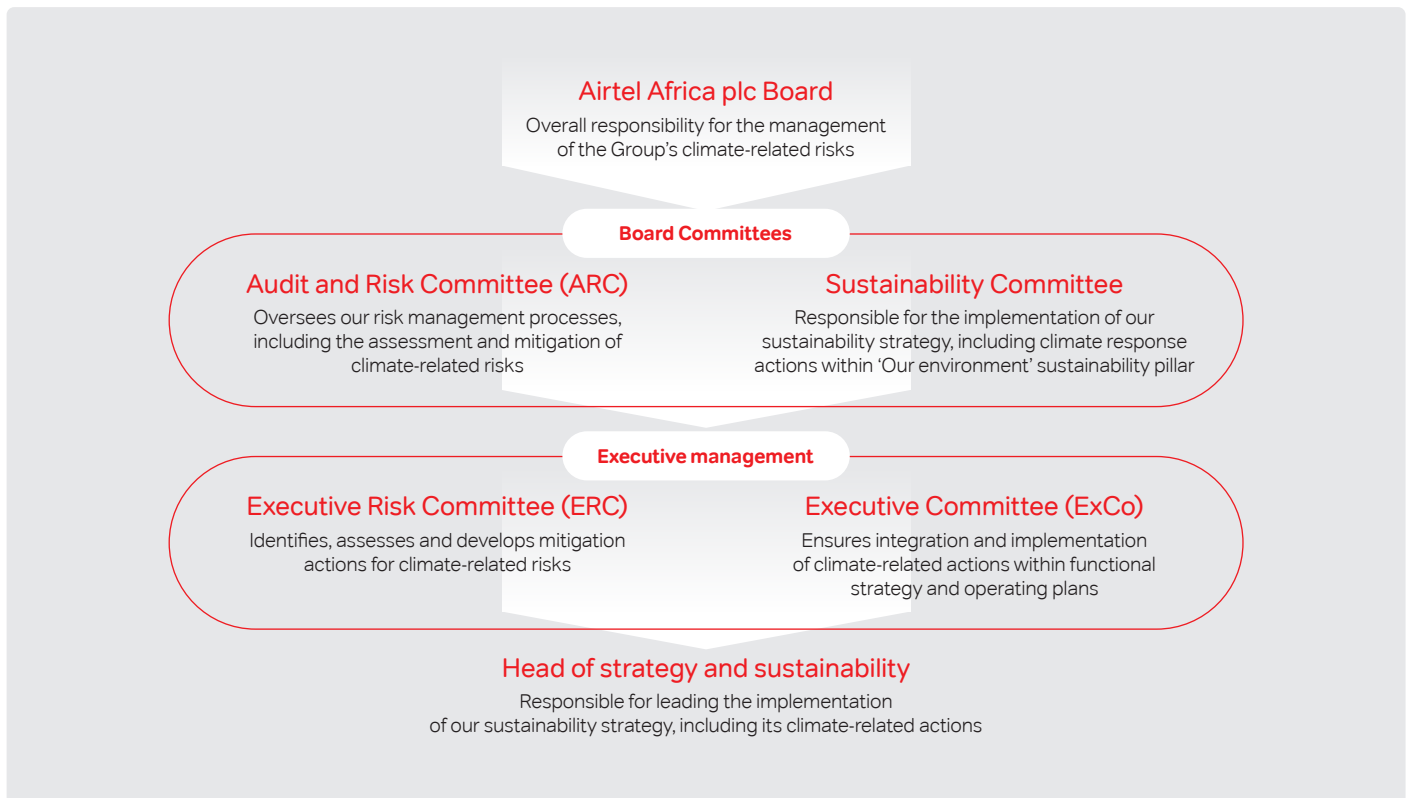 Airtel Africa plc Board
Overall responsibility for the management
of the Group's climate-related risks
Board Committees
Audit and Risk Committee (ARC)
Oversees our risk management processes,
including the assessment and mitigation of
climate-related risks
Sustainability Committee
Responsible for the implementation of our
sustainability strategy, including climate response
actions within ‘Our environment’ sustainability pillar
Executive management
Executive Risk Committee (ERC)
Identifies, assesses and develops mitigation
actions for climate-related risks
Executive Committee (ExCo)
Ensures integration and implementation
of climate-related actions within functional
strategy and operating plans
Head of strategy and sustainability
Responsible for leading the implementation
of our sustainability strategy, including its climate-related actions